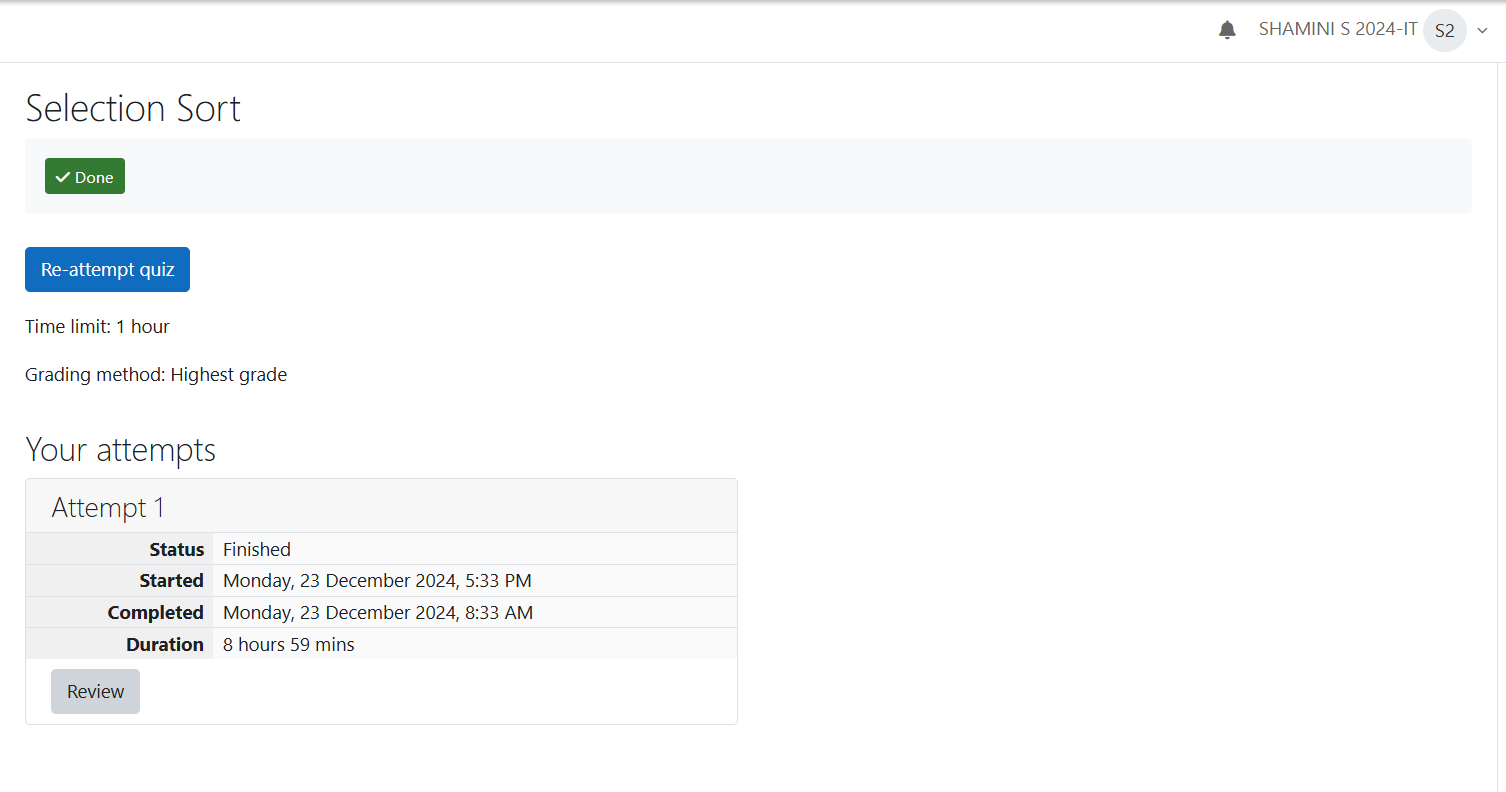 SHAMINI S 2024-IT S2
Selection Sort
Done
Re-attempt quiz
Time limit: 1 hour
Grading method: Highest grade
Your attempts
Attempt 1
Status Finished
Started Monday, 23 December 2024, 5:33 PM
Completed Monday, 23 December 2024, 8:33 AM
Duration 8 hours 59 mins
Review